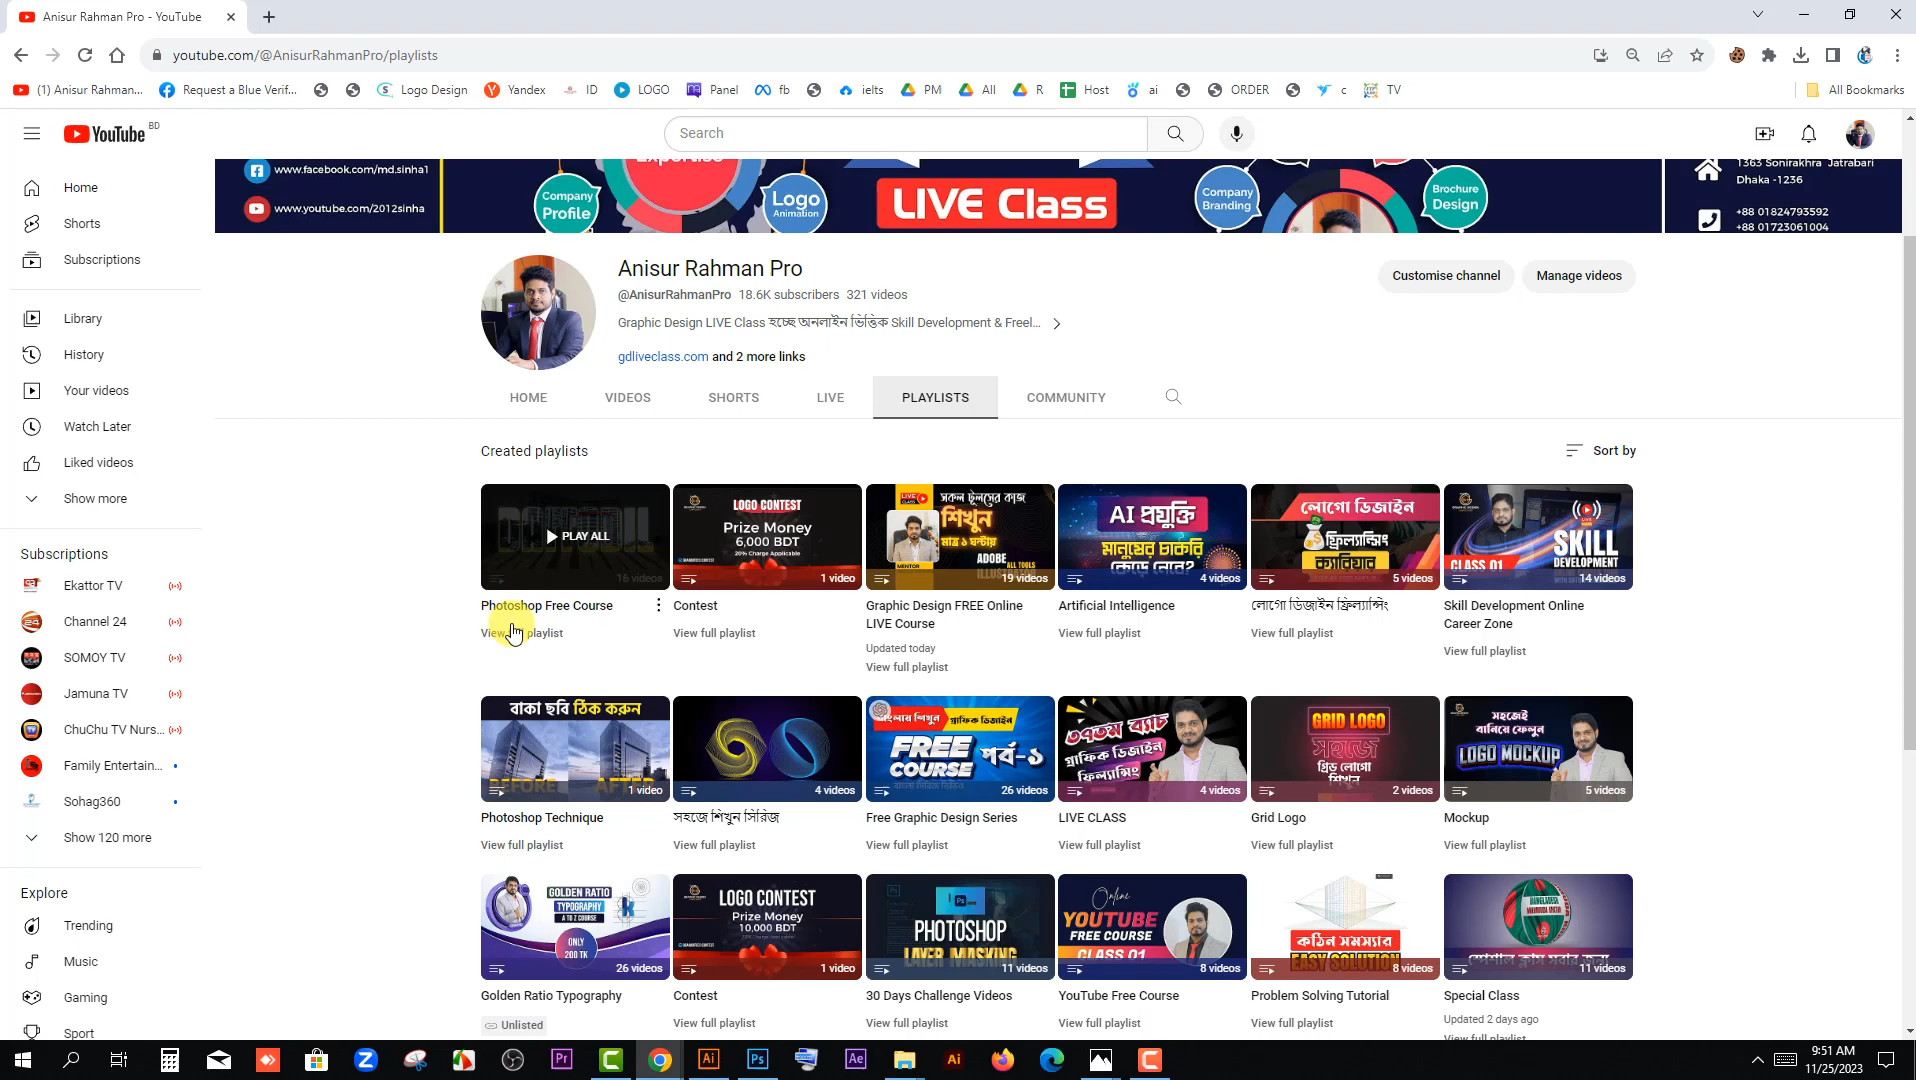 Anisur Rahman Pro - YouTube
youtube.com/@AnisurRahmanPro/playlists
(1) Anisur Rahman...
Request a Blue Verif...
Logo Design
Yandex
ID
LOGO
Panel
fb
ielts
PM
All
R
Host
ai
ORDER
c
TV
All Bookmarks
YouTube BD
Search
www.facebook.com/md.sinha1
www.youtube.com/2012sinha
Company Profile
Expertise
Logo Animation
LIVE Class
Company Branding
Brochure Design
1363 Sonirakhra Jatrabari
Dhaka -1236
+88 01824793592
+88 01723061004
Home
Shorts
Subscriptions
Library
History
Your videos
Watch Later
Liked videos
Show more
Subscriptions
Ekattor TV
Channel 24
SOMOY TV
Jamuna TV
ChuChu TV Nurs...
Family Entertain...
Sohag360
Show 120 more
Explore
Trending
Music
Gaming
Sport
Anisur Rahman Pro
@AnisurRahmanPro 18.6K subscribers 321 videos
Graphic Design LIVE Class হচ্ছে অনলাইন ভিত্তিক Skill Development & Freel...
gdliveclass.com and 2 more links
Customise channel
Manage videos
HOME
VIDEOS
SHORTS
LIVE
PLAYLISTS
COMMUNITY
Created playlists
Sort by
PLAY ALL
16 videos
LOGO CONTEST
Prize Money
6,000 BDT
20% Charge Applicable
1 video
LIVE CLASS
সকল টুলসের কাজ
শিখুন
মাত্র ১ ঘন্টায়
MENTOR
ADOBE
ALL TOOLS
ILLUSTRATOR
19 videos
AI প্রযুক্তি
মানুষের চাকরি
কেড়ে নেবে?
4 videos
লোগো ডিজাইন
ফ্রিল্যান্সিং
ক্যারিয়ার
5 videos
SKILL
DEVELOPMENT
CLASS 01
14 videos
Photoshop Free Course
View full playlist
Contest
View full playlist
Graphic Design FREE Online
LIVE Course
Updated today
View full playlist
Artificial Intelligence
View full playlist
লোগো ডিজাইন ফ্রিল্যান্সিং
View full playlist
Skill Development Online
Career Zone
View full playlist
বাকা ছবি ঠিক করুন
BEFORE AFTER
1 video
4 videos
বাংলায় শিখুন গ্রাফিক ডিজাইন
FREE
COURSE
পর্ব-১
26 videos
৩৭তম ব্যাচ
গ্রাফিক ডিজাইন
ফিল্যান্সিং
4 videos
GRID LOGO
সহজে
গ্রিড লোগো
শিখুন
2 videos
সহজেই
বানিয়ে ফেলুন
LOGO MOCKUP
5 videos
Photoshop Technique
View full playlist
সহজে শিখুন সিরিজ
View full playlist
Free Graphic Design Series
View full playlist
LIVE CLASS
View full playlist
Grid Logo
View full playlist
Mockup
View full playlist
GOLDEN RATIO
TYPOGRAPHY
A TO Z COURSE
ONLY
200 TK
26 videos
LOGO CONTEST
Prize Money
10,000 BDT
1 video
Ps
PHOTOSHOP
LAYER MASKING
11 videos
Online
YOUTUBE
FREE COURSE
CLASS 01
8 videos
কঠিন সমস্যার
EASY SOLUTION
8 videos
স্পেশাল ক্লাস সবার জন্য
11 videos
Golden Ratio Typography
Unlisted
Contest
View full playlist
30 Days Challenge Videos
View full playlist
YouTube Free Course
View full playlist
Problem Solving Tutorial
View full playlist
Special Class
Updated 2 days ago
View full playlist
9:51 AM
11/25/2023